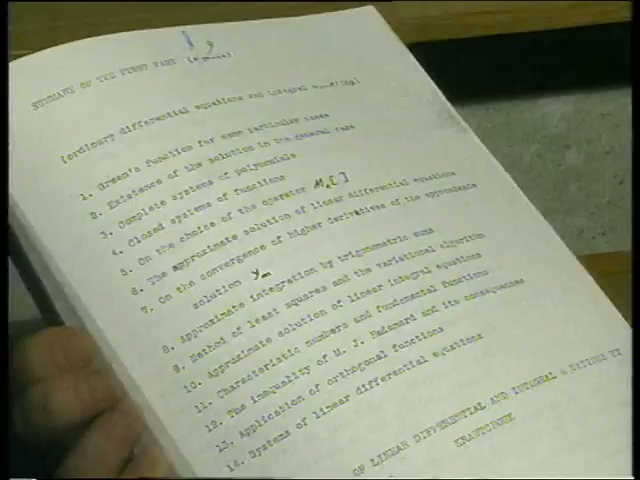 SUMMARY OF THE FIRST PART
(ordinary differential equations and integral
1. Green's function for some particular cases
2. Existence of the solution in the general case
3. Complete systems of polynomials
4. Closed systems of functions
5. On the choice of the operator
6. The approximate solution of linear differential equations
7. On the convergence of higher derivatives of the approximate
solution ym
8. Approximate integration by trigonometric sums
9. Method of least squares and the variational algorithm
10. Approximate solution of linear integral equations
11. Characteristic numbers and fundamental functions
12. The inequality of M. J. Hadamard and its consequences
13. Application of orthogonal functions
14. Systems of linear differential equations
OF LINEAR DIFFERENTIAL AND INTEGRAL EQUATIONS BY
KRAVTCHUK